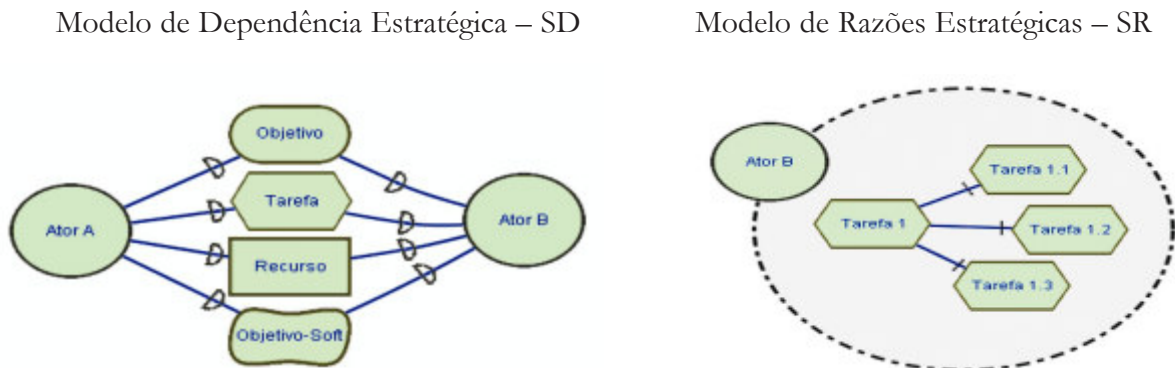 Modelo de Dependência Estratégica – SD
Modelo de Razões Estratégicas – SR
Objetivo
Tarefa
Ator A
Ator B
Recurso
Objetivo-Soft
Ator B
Tarefa 1.1
Tarefa 1
Tarefa 1.2
Tarefa 1.3